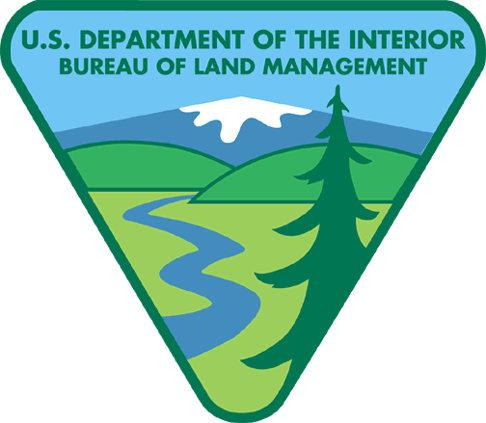 U.S. DEPARTMENT OF THE INTERIOR
BUREAU OF LAND MANAGEMENT